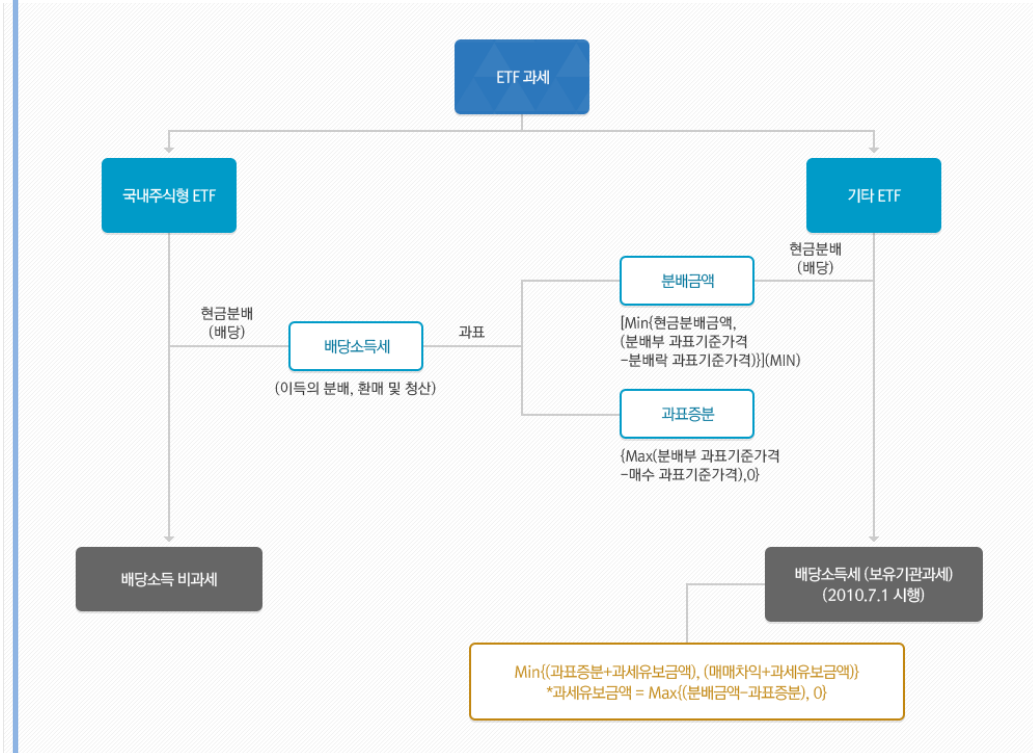 ETF 과세
국내주식형 ETF
기타 ETF
현금분배
(배당)
현금분배
(배당)
배당소득세
(이득의 분배, 환매 및 청산)
과표
분배금액
[Min{현금분배금액,
(분배부 과표기준가격
-분배락 과표기준가격)}](MIN)
과표증분
{Max(분배부 과표기준가격
-매수 과표기준가격),0}
배당소득 비과세
배당소득세 (보유기관과세)
(2010.7.1 시행)
Min{(과표증분+과세유보금액), (매매차익+과세유보금액)}
*과세유보금액 = Max{(분배금액-과표증분), 0}